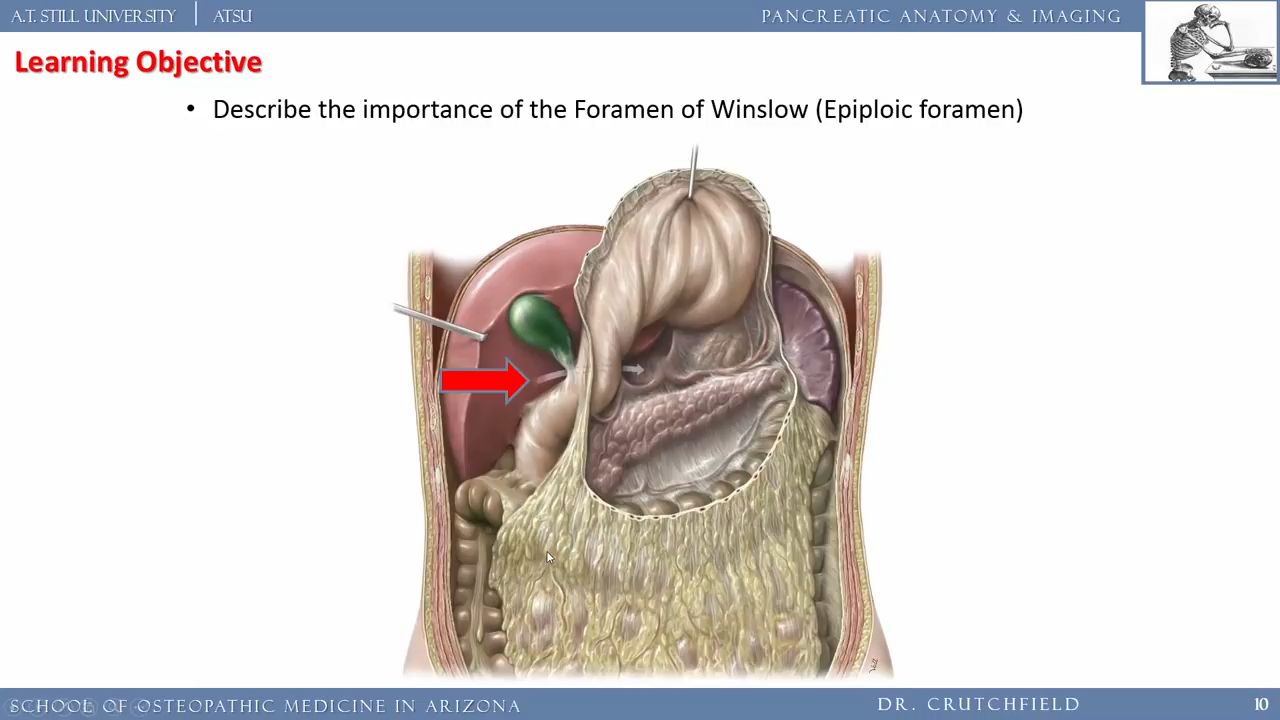 A.T. STILL UNIVERSITY | ATSU
PANCREATIC ANATOMY & IMAGING
Learning Objective
• Describe the importance of the Foramen of Winslow (Epiploic foramen)
SCHOOL OF OSTEOPATHIC MEDICINE IN ARIZONA
DR. CRUTCHFIELD
10